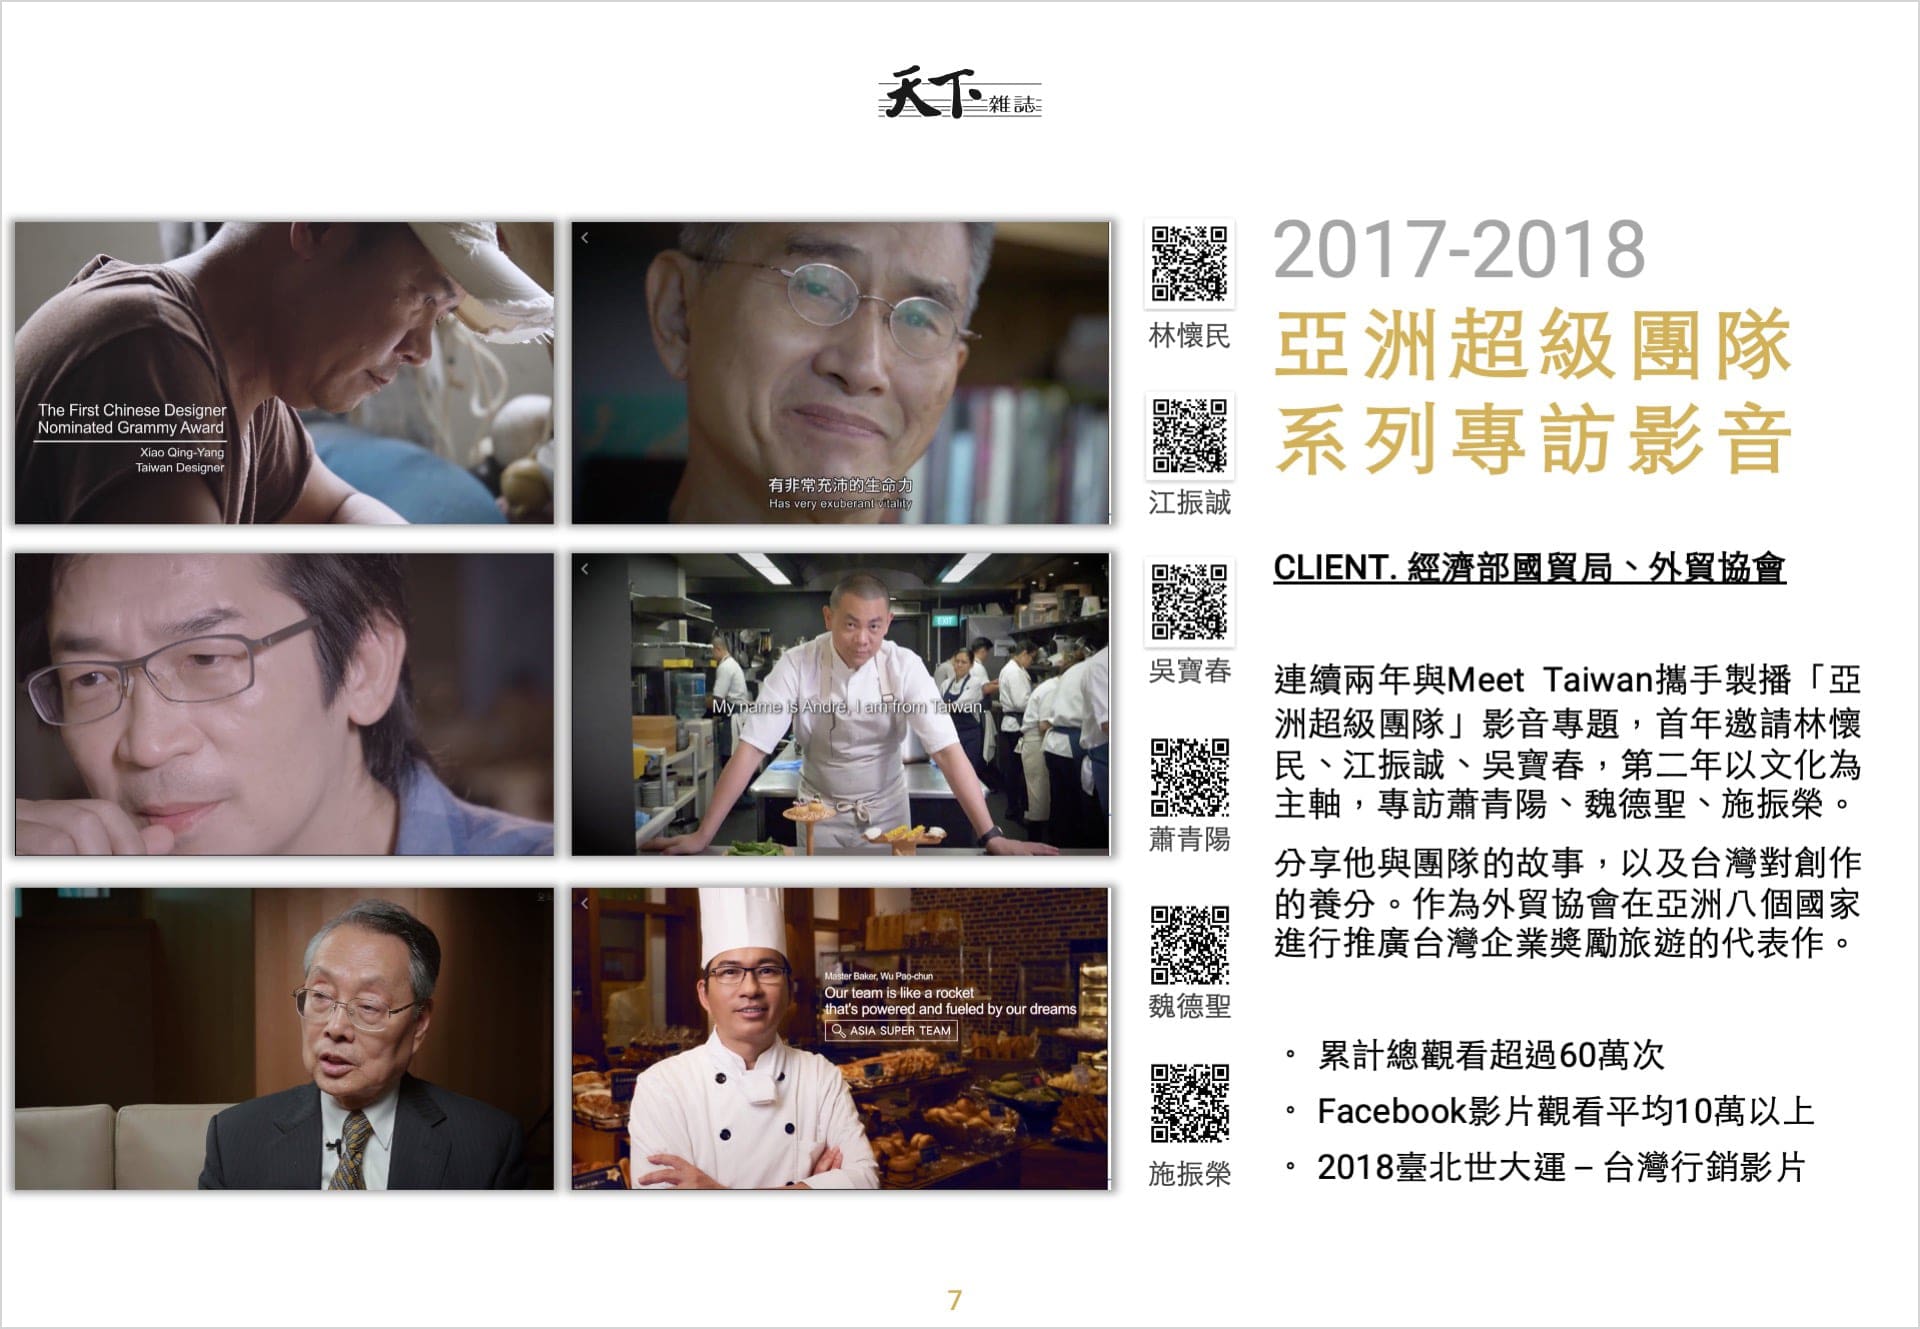 天下雜誌
The First Chinese Designer
Nominated Grammy Award
Xiao Qing-Yang
Taiwan Designer
有非常充沛的生命力
Has very exuberant vitality
My name is André, I am from Taiwan.
EXIT
Master Baker, Wu Pao-chun
Our team is like a rocket
that's powered and fueled by our dreams
ASIA SUPER TEAM
林懷民
江振誠
吳寶春
蕭青陽
魏德聖
施振榮
2017-2018
亞洲超級團隊
系列專訪影音
CLIENT. 經濟部國貿局、外貿協會
連續兩年與Meet Taiwan攜手製播「亞
洲超級團隊」影音專題，首年邀請林懷
民、江振誠、吳寶春，第二年以文化為
主軸，專訪蕭青陽、魏德聖、施振榮。
分享他與團隊的故事，以及台灣對創作
的養分。作為外貿協會在亞洲八個國家
進行推廣台灣企業獎勵旅遊的代表作。
• 累計總觀看超過60萬次
• Facebook影片觀看平均10萬以上
• 2018臺北世大運 – 台灣行銷影片
7